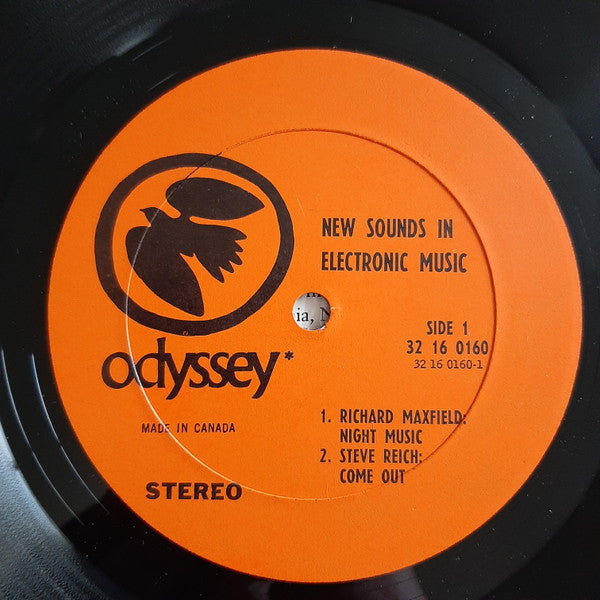 NEW SOUNDS IN
ELECTRONIC MUSIC
SIDE 1
32 16 0160
32 16 0160-1
odyssey*
MADE IN CANADA
STEREO
1. RICHARD MAXFIELD:
NIGHT MUSIC
2. STEVE REICH:
COME OUT